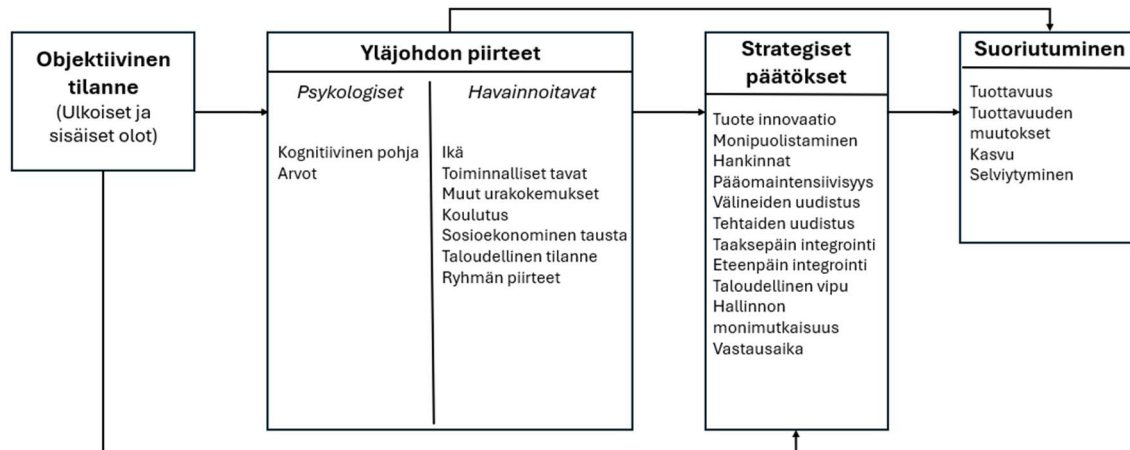 Objektiivinen
tilanne
(Ulkoiset ja
sisäiset olot)
Yläjohdon piirteet
Psykologiset
Kognitiivinen pohja
Arvot
Havainnoitavat
Ikä
Toiminnalliset tavat
Muut urakokemukset
Koulutus
Sosioekonominen tausta
Taloudellinen tilanne
Ryhmän piirteet
Strategiset
päätökset
Tuote innovaatio
Monipuolistaminen
Hankinnat
Pääomaintensiivisyys
Välineiden uudistus
Tehtaiden uudistus
Taaksepäin integrointi
Eteenpäin integrointi
Taloudellinen vipu
Hallinnon
monimutkaisuus
Vastausaika
Suoriutuminen
Tuottavuus
Tuottavuuden
muutokset
Kasvu
Selviytyminen